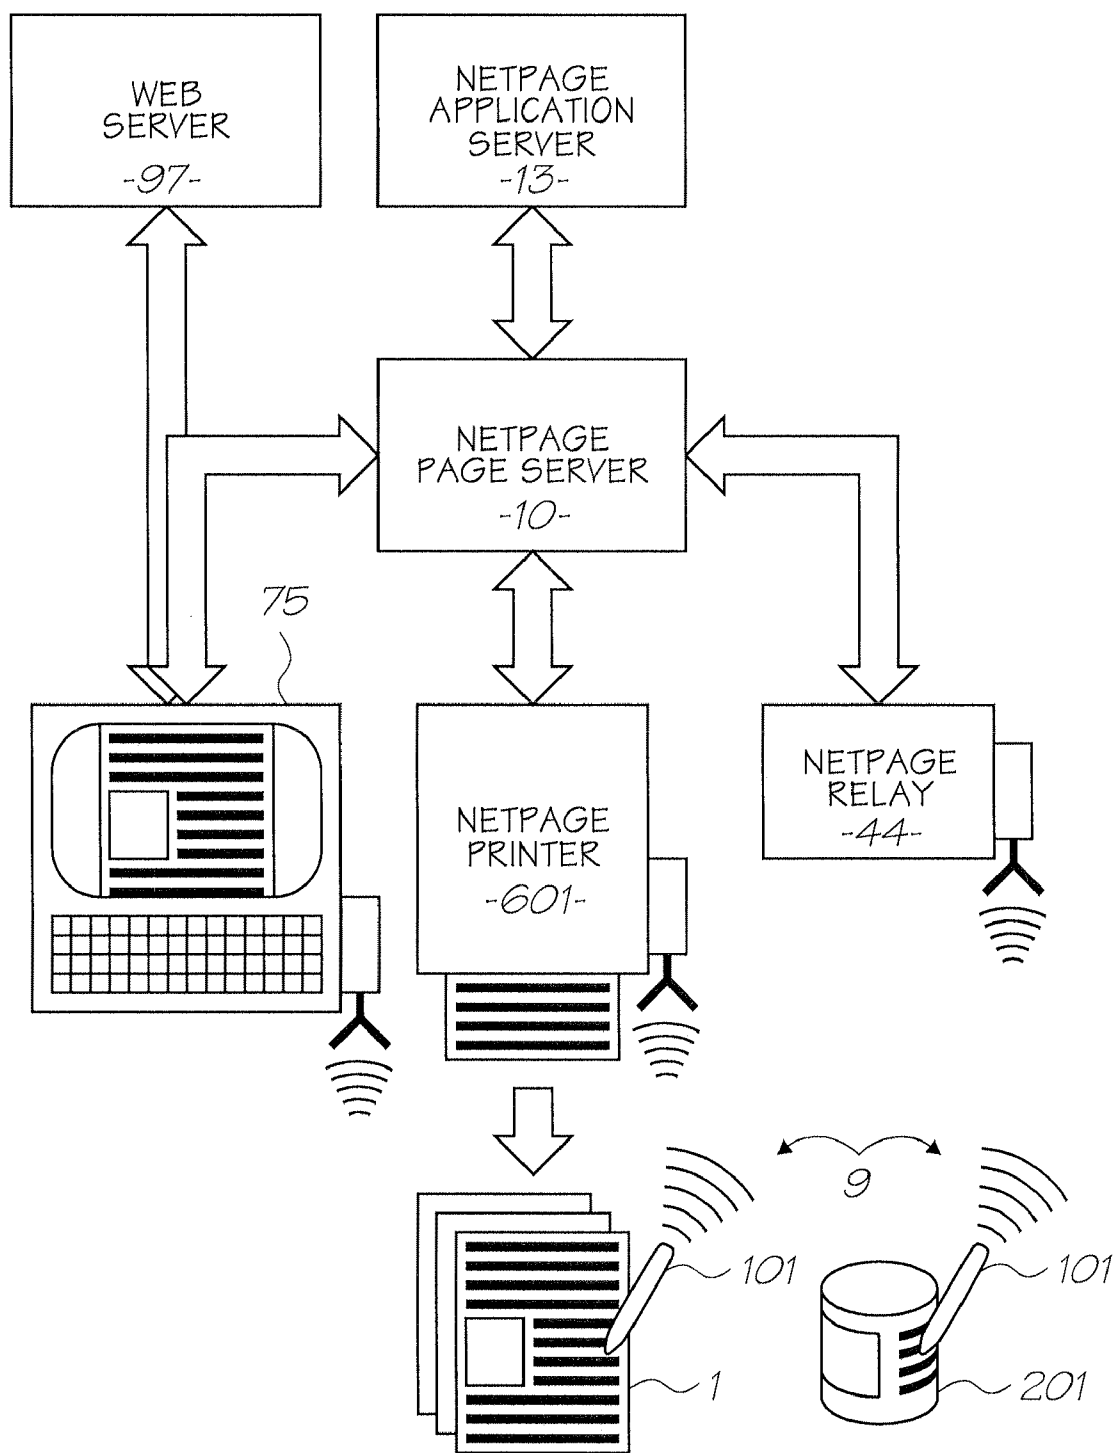 WEB
SERVER
-97-
NETPAGE
APPLICATION
SERVER
-13-
NETPAGE
PAGE SERVER
-10-
75
NETPAGE
PRINTER
-601-
NETPAGE
RELAY
-44-
9
101
101
1
201